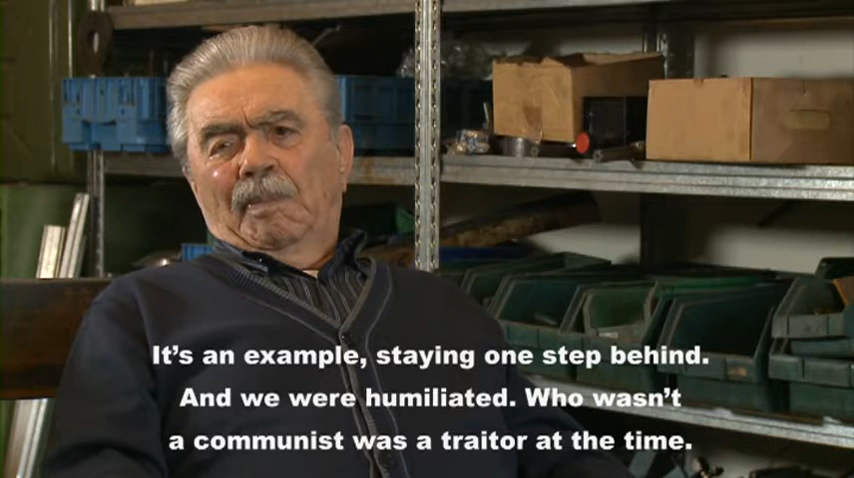 It's an example, staying one step behind.
And we were humiliated. Who wasn't
a communist was a traitor at the time.